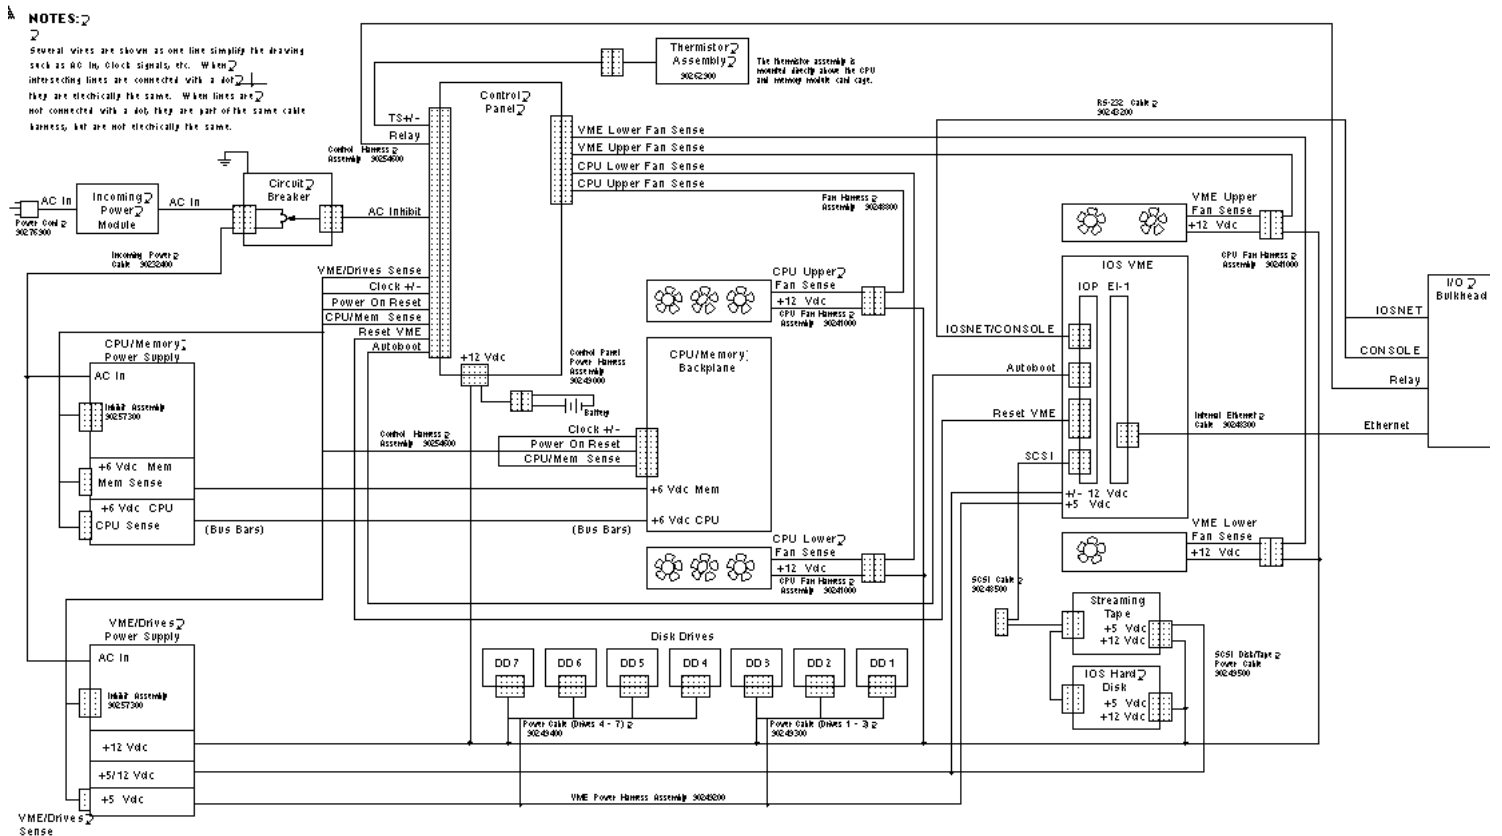 NOTES:
Several wires are shown as one line simplify the drawing
such as AC In, Clock signals, etc. When
intersecting lines are connected with a dot
they are electrically the same. When lines are
not connected with a dot, they are part of the same cable
harness, but are not electrically the same.
Thermistor
Assembly
90262900
The thermistor assembly is
mounted directly above the CPU
and memory module card cage.
Control
Panel
TS+/-
Relay
Control Harness
Assembly 90254600
RS-232 Cable
90243200
VME Lower Fan Sense
VME Upper Fan Sense
CPU Lower Fan Sense
CPU Upper Fan Sense
Fan Harness
Assembly 90248800
AC In
Power Cord
90276900
Incoming
Power
Module
AC In
Circuit
Breaker
AC Inhibit
Incoming Power
Cable 90232400
VME Upper
Fan Sense
+12 Vdc
CPU Fan Harness
Assembly 90241000
VME/Drives Sense
Clock +/-
Power On Reset
CPU/Mem Sense
Reset VME
Autoboot
CPU Upper
Fan Sense
+12 Vdc
CPU Fan Harness
Assembly 90241000
IOS VME
IOP EI-1
I/O
Bulkhead
IOSNET
IOSNET/CONSOLE
CONSOLE
Relay
CPU/Memory
Power Supply
AC In
Inhibit Assembly
90257300
+6 Vdc Mem
Mem Sense
+6 Vdc CPU
CPU Sense
(Bus Bars)
+12 Vdc
Control Panel
Power Harness
Assembly
90249000
Battery
Control Harness
Assembly 90254600
CPU/Memory
Backplane
Clock +/-
Power On Reset
CPU/Mem Sense
+6 Vdc Mem
+6 Vdc CPU
(Bus Bars)
Autoboot
Reset VME
Internal Ethernet
Cable 90248300
Ethernet
SCSI
+/- 12 Vdc
+5 Vdc
CPU Lower
Fan Sense
+12 Vdc
CPU Fan Harness
Assembly 90241000
VME Lower
Fan Sense
+12 Vdc
SCSI Cable
90248500
Streaming
Tape
+5 Vdc
+12 Vdc
IOS Hard
Disk
+5 Vdc
+12 Vdc
SCSI Disk/Tape
Power Cable
90249500
VME/Drives
Power Supply
AC In
Inhibit Assembly
90257300
+12 Vdc
+5/12 Vdc
+5 Vdc
VME/Drives
Sense
Disk Drives
DD7 DD6 DD5 DD4 DD3 DD2 DD1
Power Cable (Drives 4 - 7)
90249400
Power Cable (Drives 1 - 3)
90249300
VME Power Harness Assembly 90249200